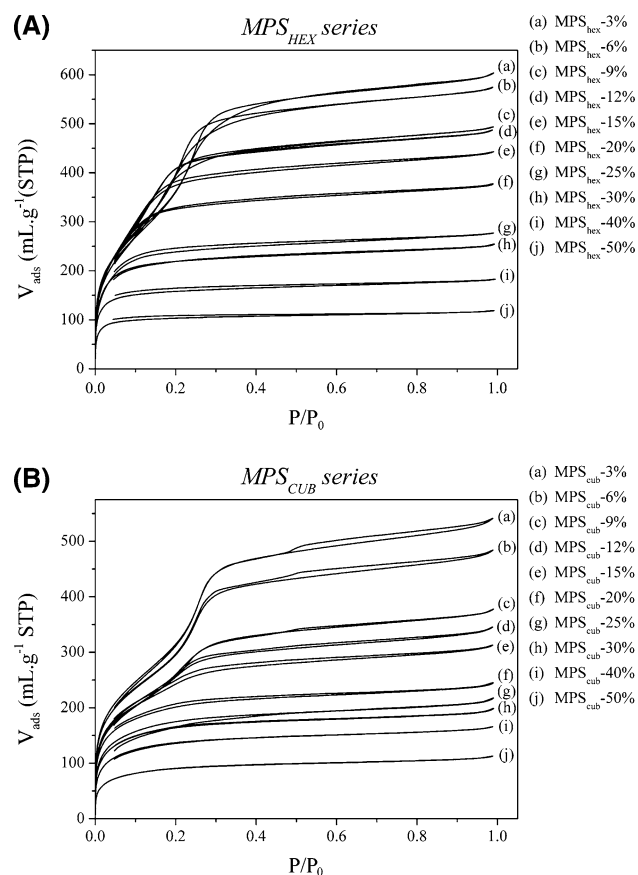 (A)
MPS_HEX series
600
500
400
300
200
100
0
V_ads (mL.g⁻¹(STP))
0.0 0.2 0.4 0.6 0.8 1.0
P/P₀
(a)
(b)
(c)
(d)
(e)
(f)
(g)
(h)
(i)
(j)
(a) MPS_hex-3%
(b) MPS_hex-6%
(c) MPS_hex-9%
(d) MPS_hex-12%
(e) MPS_hex-15%
(f) MPS_hex-20%
(g) MPS_hex-25%
(h) MPS_hex-30%
(i) MPS_hex-40%
(j) MPS_hex-50%
(B)
MPS_CUB series
500
400
300
200
100
0
V_ads (mL.g⁻¹ STP)
0.0 0.2 0.4 0.6 0.8 1.0
P/P₀
(a)
(b)
(c)
(d)
(e)
(f)
(g)
(h)
(i)
(j)
(a) MPS_cub-3%
(b) MPS_cub-6%
(c) MPS_cub-9%
(d) MPS_cub-12%
(e) MPS_cub-15%
(f) MPS_cub-20%
(g) MPS_cub-25%
(h) MPS_cub-30%
(i) MPS_cub-40%
(j) MPS_cub-50%